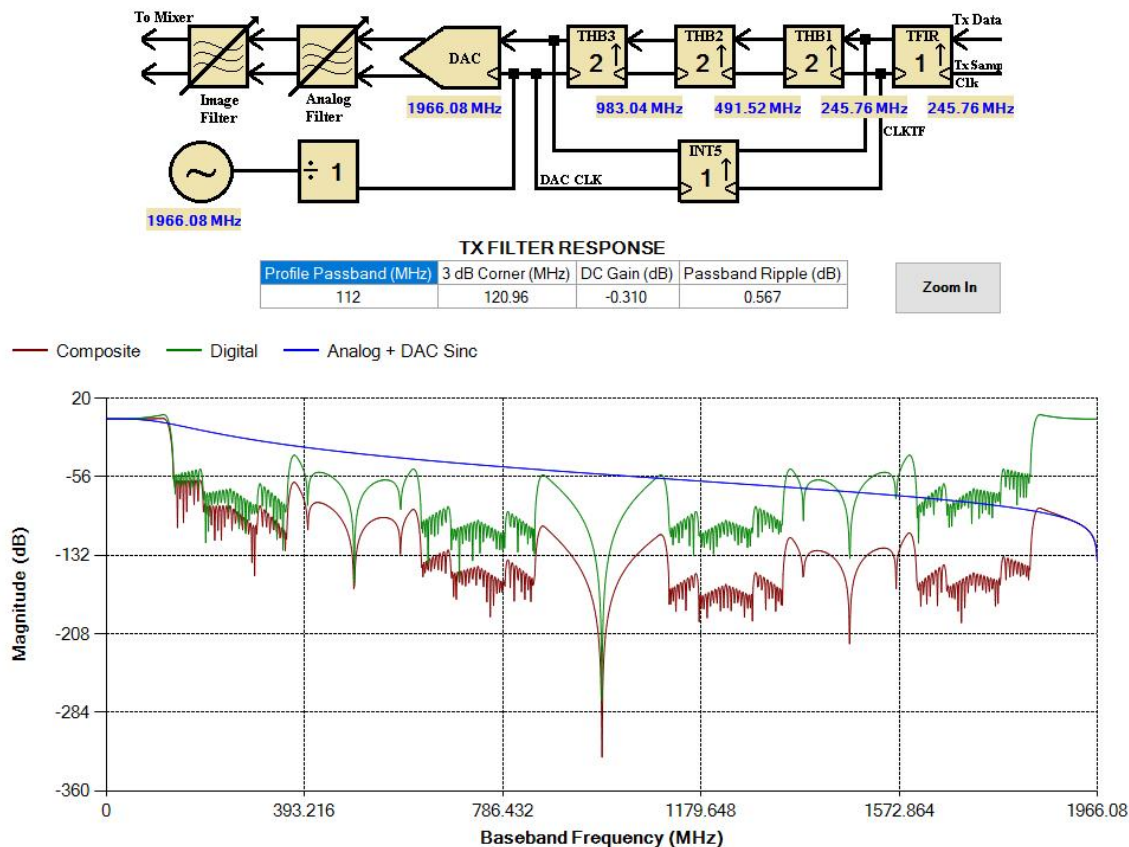 To Mixer
THB3
THB2
THB1
TFIR
Tx Data
DAC
2
2
2
1
Tx Samp
Clk
Image
Filter
Analog
Filter
1966.08 MHz
983.04 MHz
491.52 MHz
245.76 MHz
245.76 MHz
CLKTF
INT5
~
÷ 1
DAC CLK
1
1966.08 MHz
TX FILTER RESPONSE
Profile Passband (MHz) 3 dB Corner (MHz) DC Gain (dB) Passband Ripple (dB)
112 120.96 -0.310 0.567
Zoom In
Composite Digital Analog + DAC Sinc
20
-56
-132
-208
-284
-360
Magnitude (dB)
0 393.216 786.432 1179.648 1572.864 1966.08
Baseband Frequency (MHz)